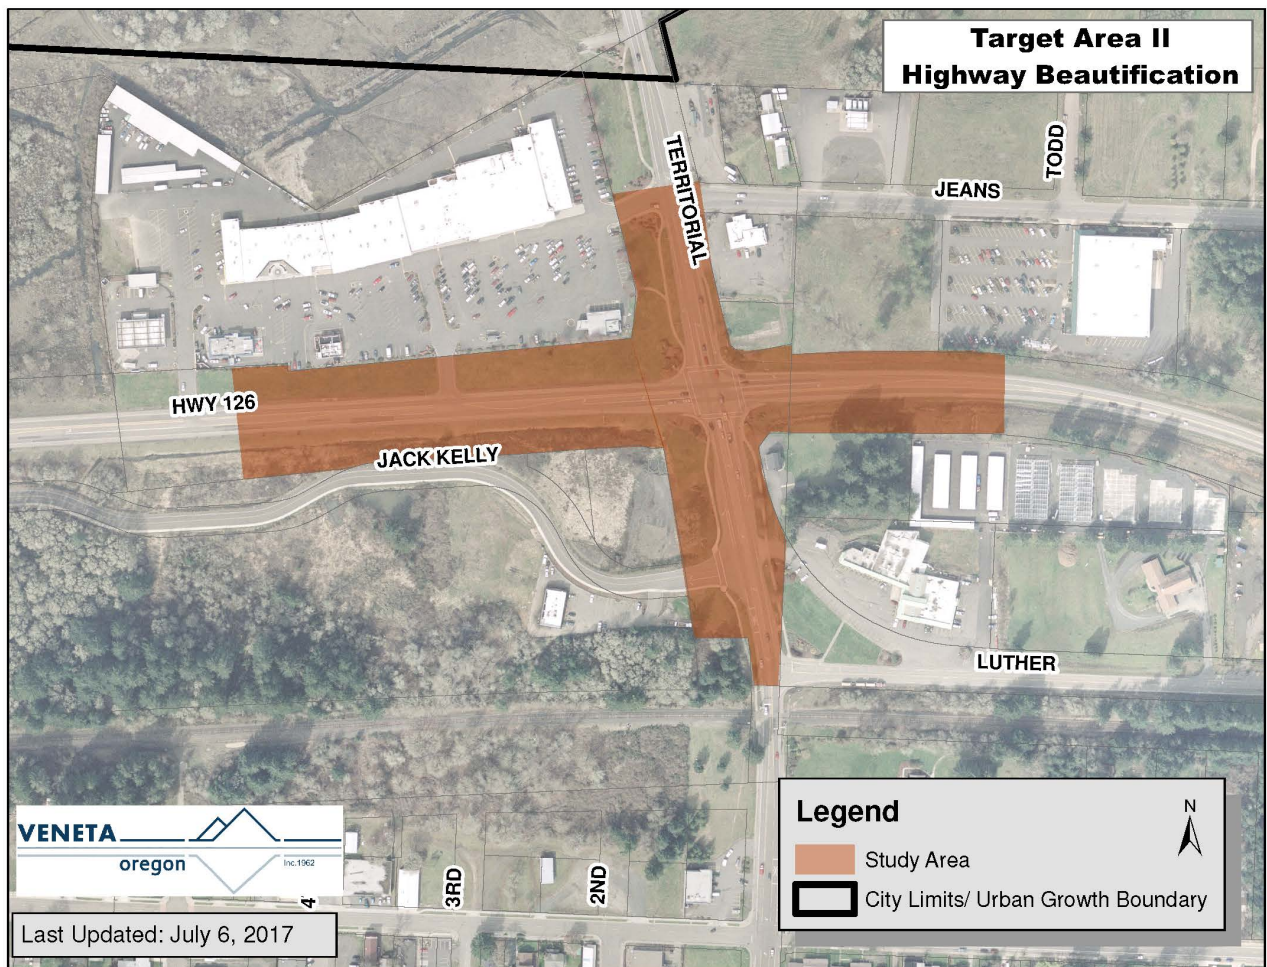 Target Area II
Highway Beautification
TERRITORIAL
TODD
JEANS
HWY 126
JACK KELLY
LUTHER
VENETA
oregon
Inc.1962
4
3RD
2ND
Legend
N
Study Area
City Limits/ Urban Growth Boundary
Last Updated: July 6, 2017